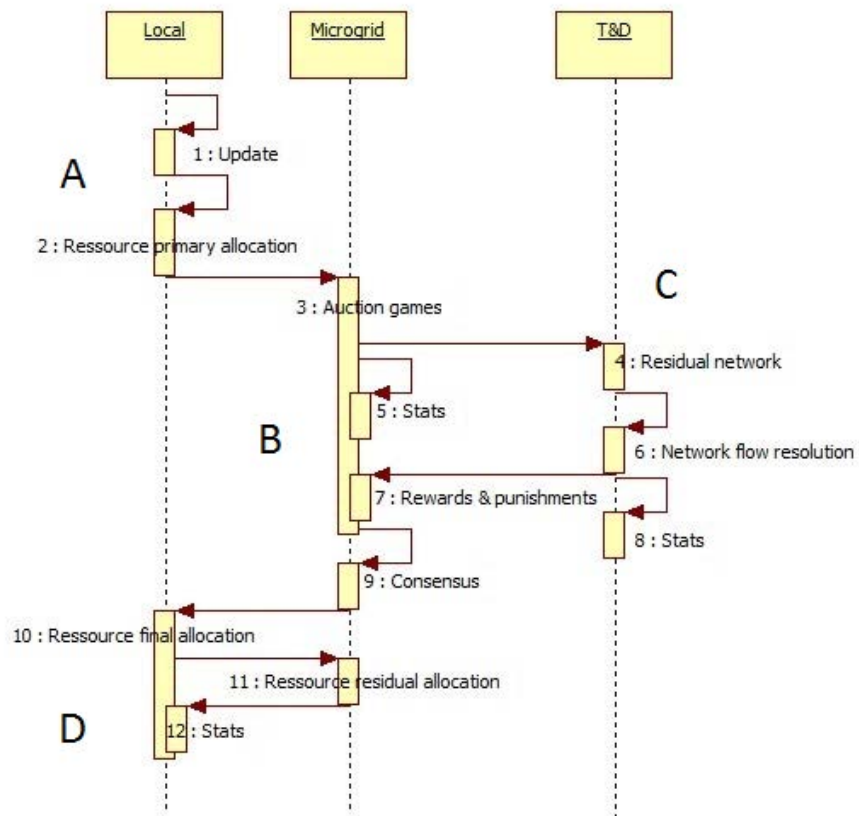 Local
Microgrid
T&D
1 : Update
A
2 : Ressource primary allocation
C
3 : Auction games
4 : Residual network
5 : Stats
B
6 : Network flow resolution
7 : Rewards & punishments
8 : Stats
9 : Consensus
10 : Ressource final allocation
11 : Ressource residual allocation
D
12 : Stats